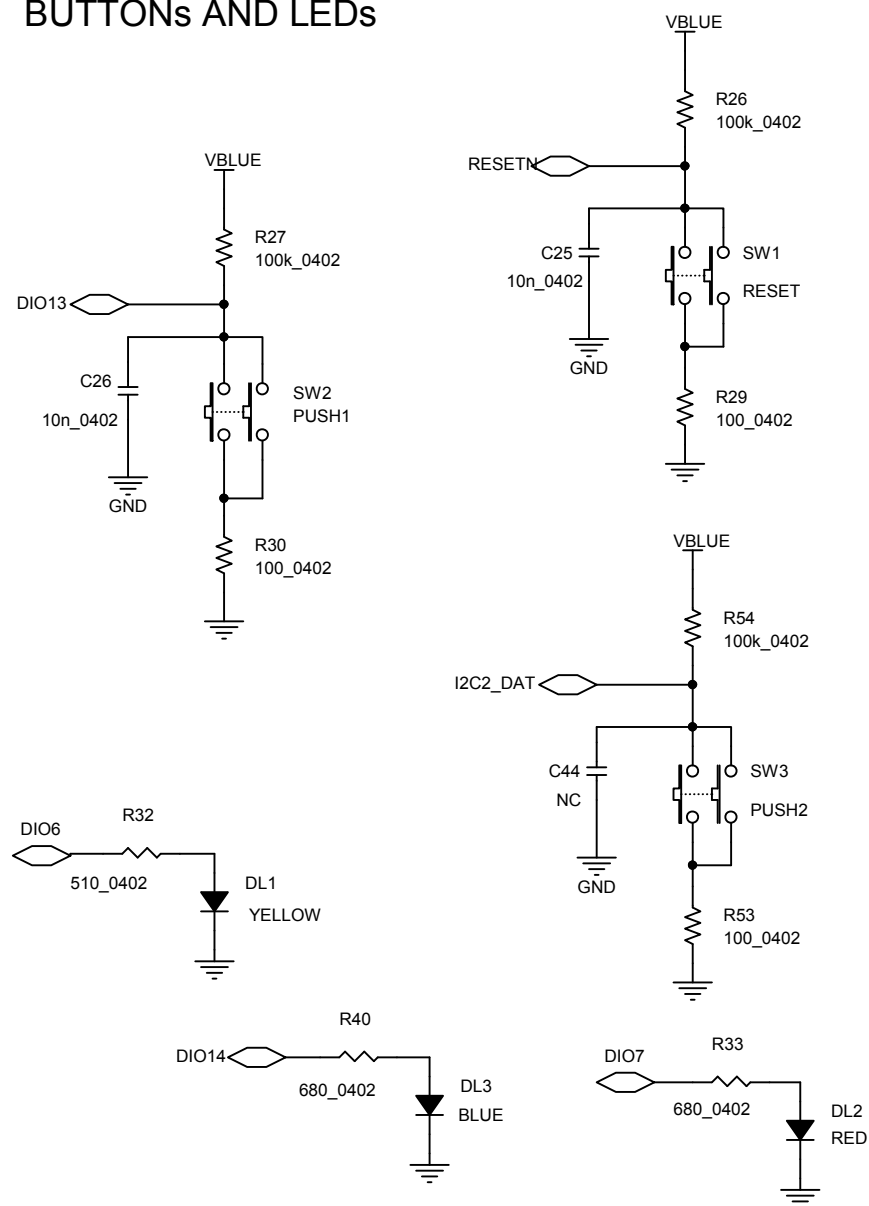 BUTTONs AND LEDs
VBLUE
R26
100k_0402
RESETN
C25
10n_0402
SW1
RESET
GND
R29
100_0402
VBLUE
R27
100k_0402
DIO13
C26
10n_0402
SW2
PUSH1
GND
R30
100_0402
VBLUE
R54
100k_0402
I2C2_DAT
C44
NC
SW3
PUSH2
GND
R53
100_0402
DIO6
R32
510_0402
DL1
YELLOW
DIO14
R40
680_0402
DL3
BLUE
DIO7
R33
680_0402
DL2
RED